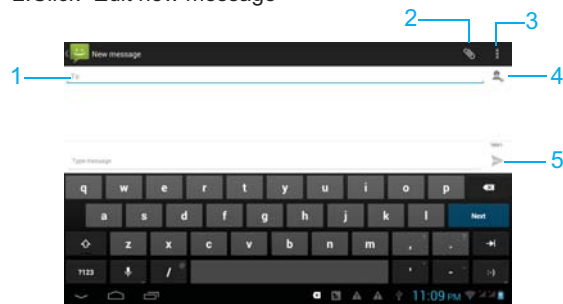 2.Click "Edit new message"
2
3
New message
1
To
4
Type message
5
q w e r t y u i o p
a s d f g h j k l Next
z x c v b n m , .
?123 / ' - :-)
11:09 PM